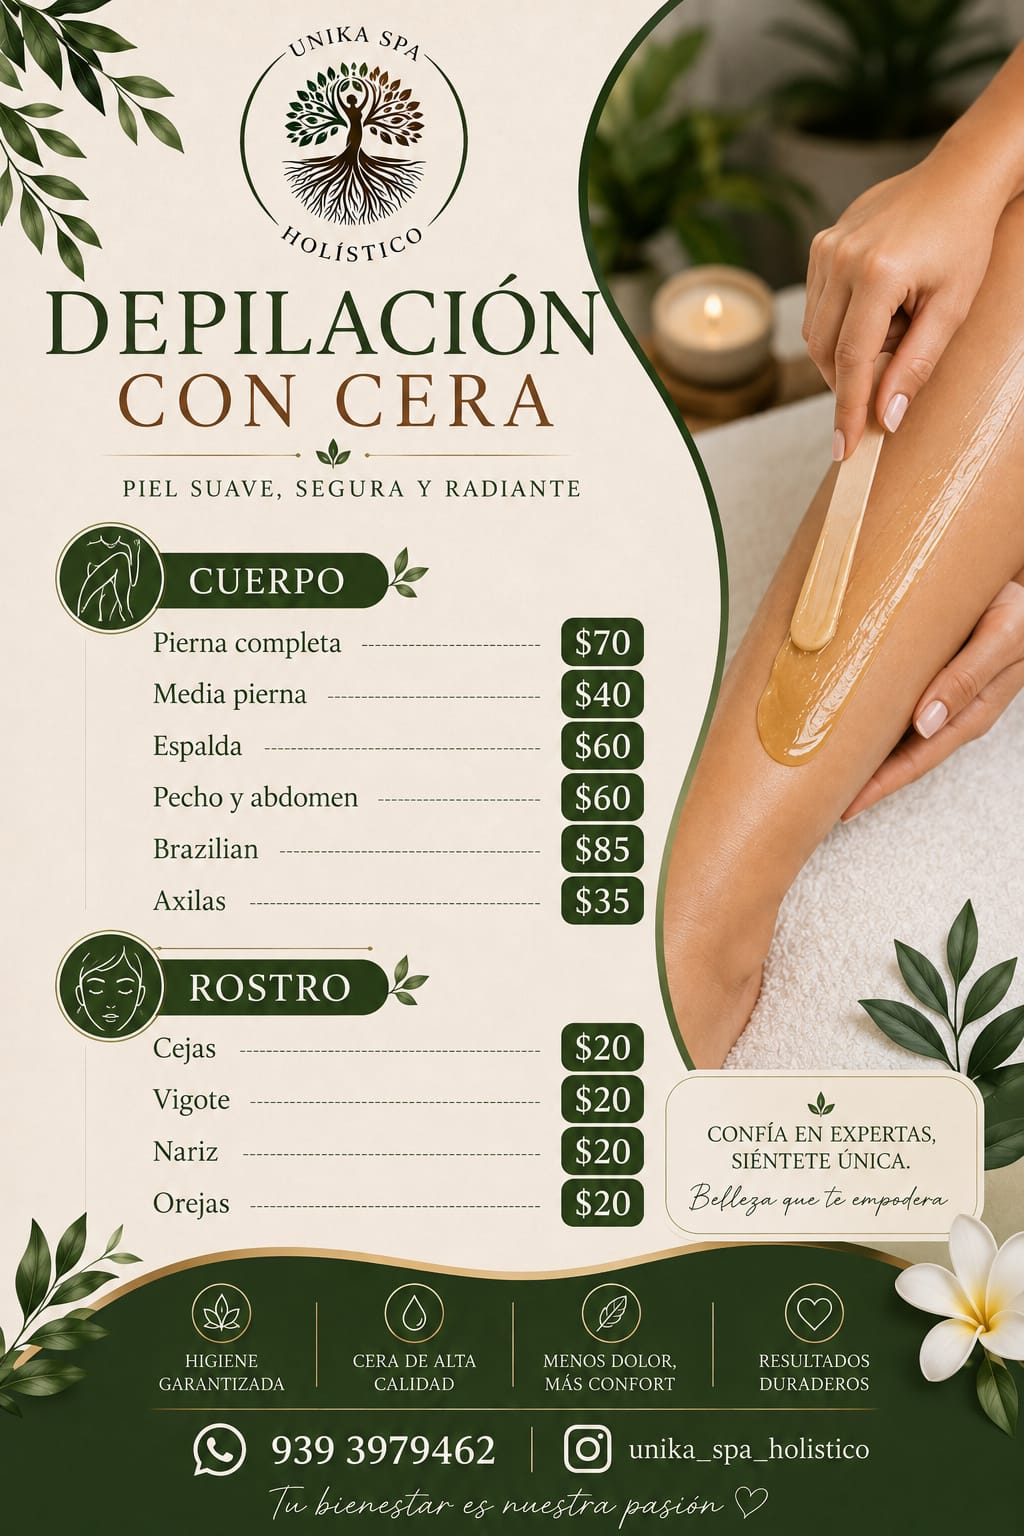 UNIKA SPA
HOLÍSTICO
DEPILACIÓN
CON CERA
PIEL SUAVE, SEGURA Y RADIANTE
CUERPO
Pierna completa $70
Media pierna $40
Espalda $60
Pecho y abdomen $60
Brazilian $85
Axilas $35
ROSTRO
Cejas $20
Vigote $20
Nariz $20
Orejas $20
CONFÍA EN EXPERTAS,
SIÉNTETE ÚNICA.
Belleza que te empodera
HIGIENE
GARANTIZADA
CERA DE ALTA
CALIDAD
MENOS DOLOR,
MÁS CONFORT
RESULTADOS
DURADEROS
939 3979462
unika_spa_holistico
Tu bienestar es nuestra pasión